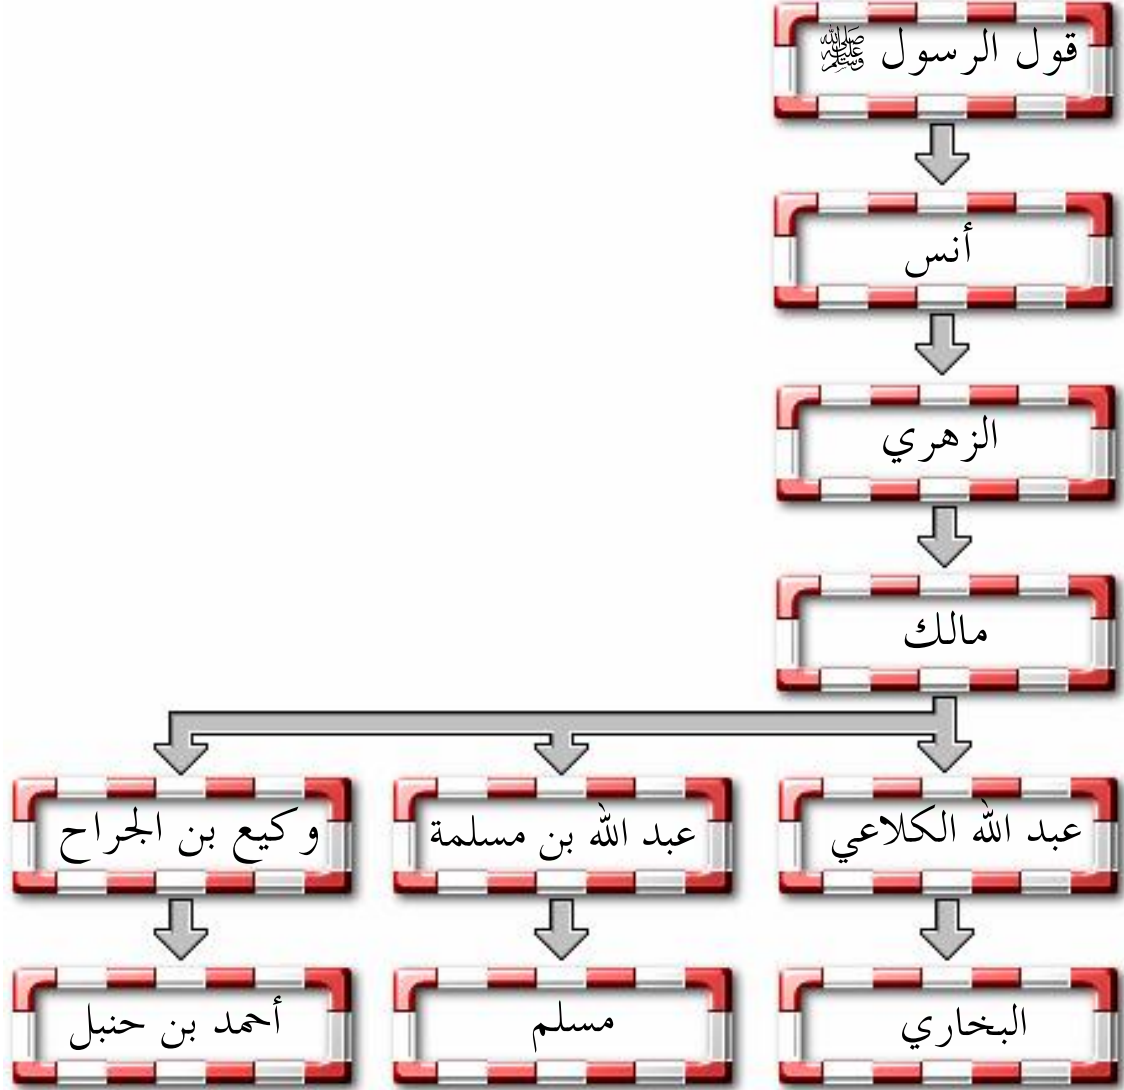 قول الرسول ﷺ
أنس
الزهري
مالك
عبد الله الكلاعي
عبد الله بن مسلمة
وكيع بن الجراح
البخاري
مسلم
أحمد بن حنبل